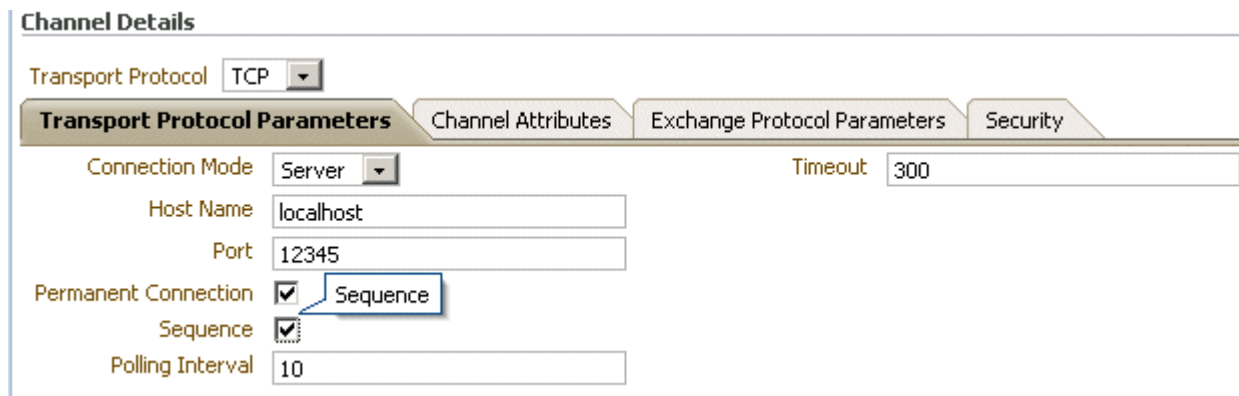 Channel Details
Transport Protocol TCP
Transport Protocol Parameters Channel Attributes Exchange Protocol Parameters Security
Connection Mode Server Timeout 300
Host Name localhost
Port 12345
Permanent Connection Sequence
Sequence
Polling Interval 10